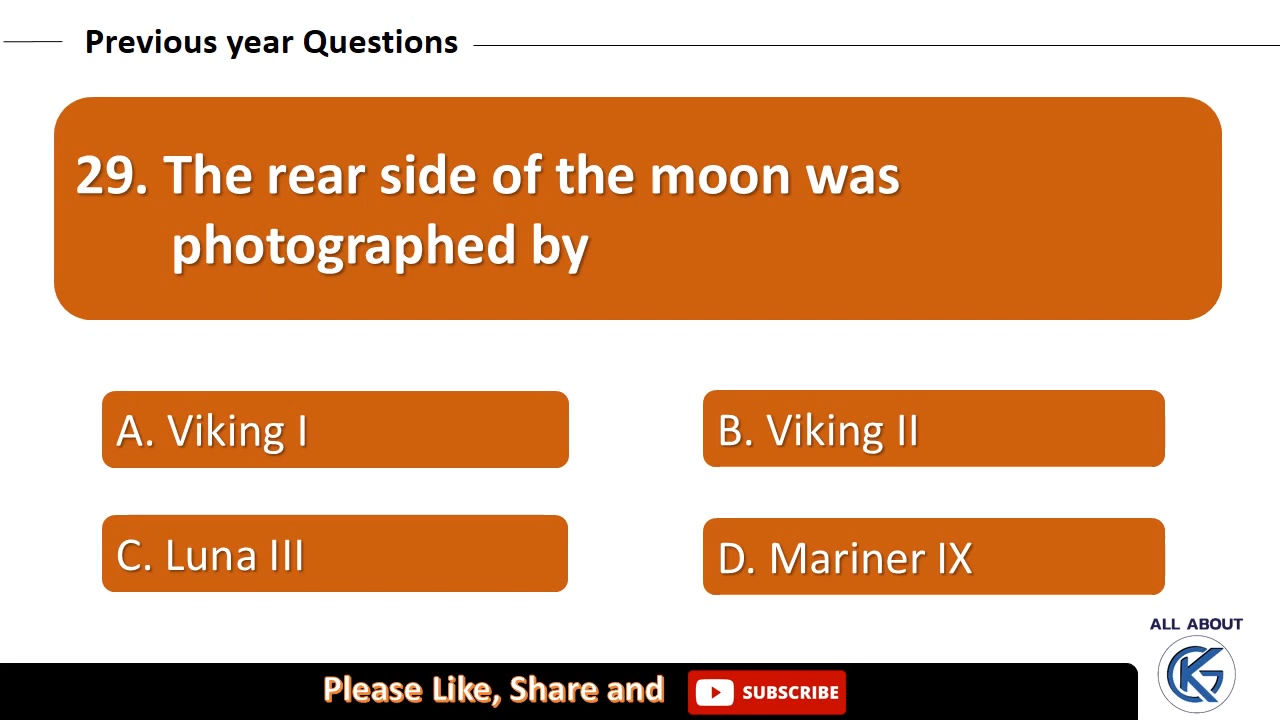 Previous year Questions
29. The rear side of the moon was
photographed by
A. Viking I
B. Viking II
C. Luna III
D. Mariner IX
ALL ABOUT
GK
Please Like, Share and
SUBSCRIBE